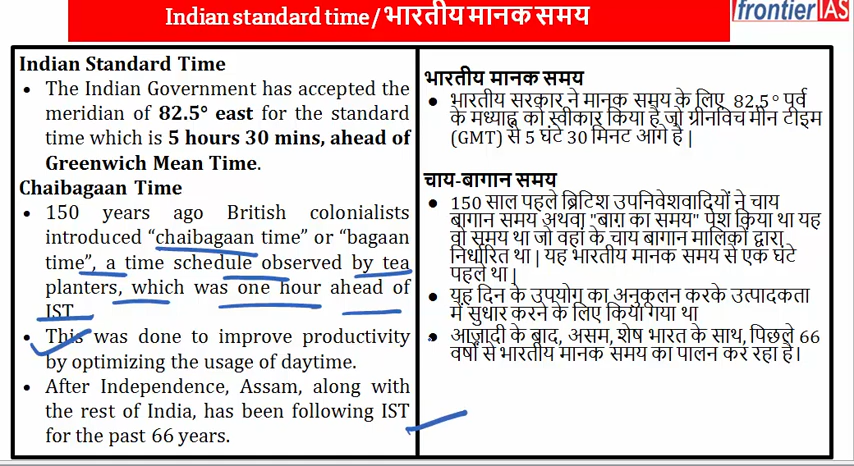 Indian standard time/भारतीय मानक समय
frontier IAS
Indian Standard Time
• The Indian Government has accepted the
meridian of 82.5° east for the standard
time which is 5 hours 30 mins, ahead of
Greenwich Mean Time.
Chaibagaan Time
• 150 years ago British colonialists
introduced “chaibagaan time” or “bagaan
time”, a time schedule observed by tea
planters, which was one hour ahead of
IST.
• This was done to improve productivity
by optimizing the usage of daytime.
• After Independence, Assam, along with
the rest of India, has been following IST
for the past 66 years.
भारतीय मानक समय
• भारतीय सरकार ने मानक समय के लिए 82.5° पूर्व
के मध्याह्न को स्वीकार किया है जो ग्रीनविच मीन टीइम
(GMT) से 5 घंटे 30 मिनट आगे है |
चाय-बागान समय
• 150 साल पहले ब्रिटिश उपनिवेशवादियों ने चाय
बागान समय अथवा "बाग़ का समय" पेश किया था यह
वो समय था जो वहां के चाय बागान मालिकों द्वारा
निर्धारित था | यह भारतीय मानक समय से एक घंटे
पहले था |
• यह दिन के उपयोग का अनुकूलन करके उत्पादकता
में सुधार करने के लिए किया गया था
• आज़ादी के बाद, असम, शेष भारत के साथ, पिछले 66
वर्षों से भारतीय मानक समय का पालन कर रहा है।